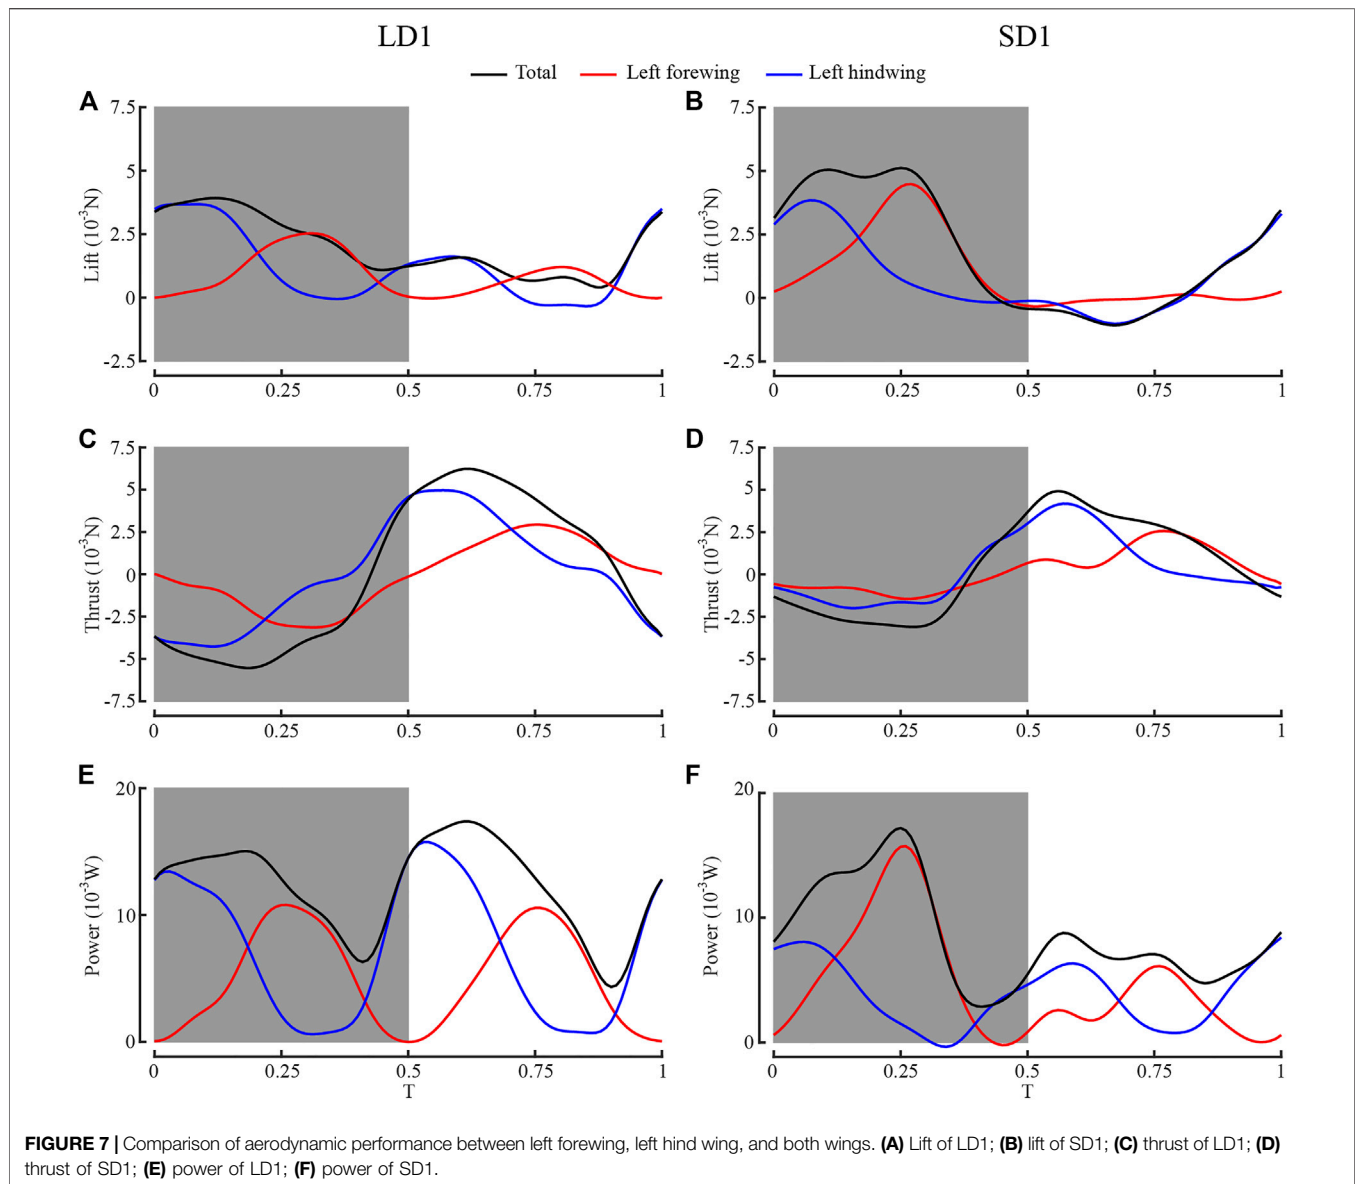 LD1 SD1
Total Left forewing Left hindwing
A B
7.5 7.5
5 5
2.5 2.5
0 0
-2.5 -2.5
Lift (10⁻³N) Lift (10⁻³N)
0 0.25 0.5 0.75 1 0 0.25 0.5 0.75 1
C D
7.5 7.5
5 5
2.5 2.5
0 0
-2.5 -2.5
-5 -5
-7.5 -7.5
Thrust (10⁻³N) Thrust (10⁻³N)
0 0.25 0.5 0.75 1 0 0.25 0.5 0.75 1
E F
20 20
10 10
0 0
Power (10⁻³W) Power (10⁻³W)
0 0.25 0.5 0.75 1 0 0.25 0.5 0.75 1
T T
FIGURE 7 | Comparison of aerodynamic performance between left forewing, left hind wing, and both wings. (A) Lift of LD1; (B) lift of SD1; (C) thrust of LD1; (D)
thrust of SD1; (E) power of LD1; (F) power of SD1.